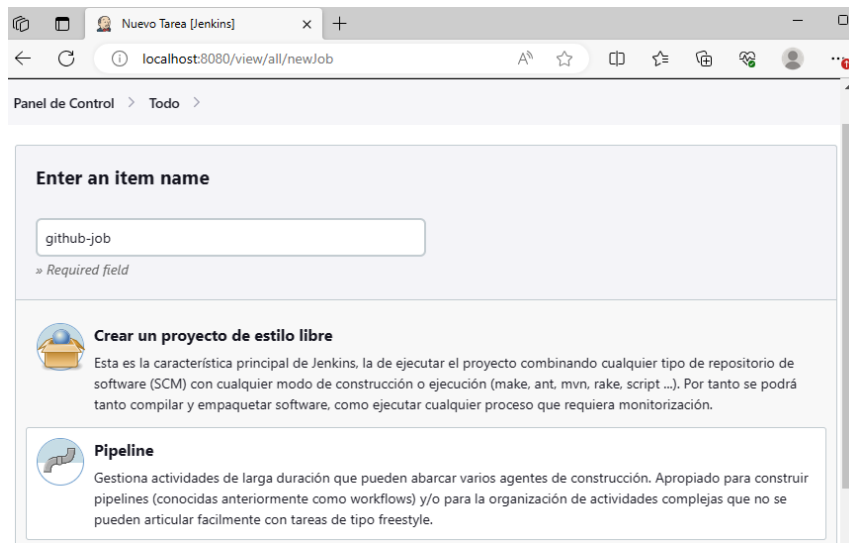 Nuevo Tarea [Jenkins]
localhost:8080/view/all/newJob
Panel de Control > Todo >
Enter an item name
github-job
» Required field
Crear un proyecto de estilo libre
Esta es la característica principal de Jenkins, la de ejecutar el proyecto combinando cualquier tipo de repositorio de
software (SCM) con cualquier modo de construcción o ejecución (make, ant, mvn, rake, script ...). Por tanto se podrá
tanto compilar y empaquetar software, como ejecutar cualquier proceso que requiera monitorización.
Pipeline
Gestiona actividades de larga duración que pueden abarcar varios agentes de construcción. Apropiado para construir
pipelines (conocidas anteriormente como workflows) y/o para la organización de actividades complejas que no se
pueden articular facilmente con tareas de tipo freestyle.